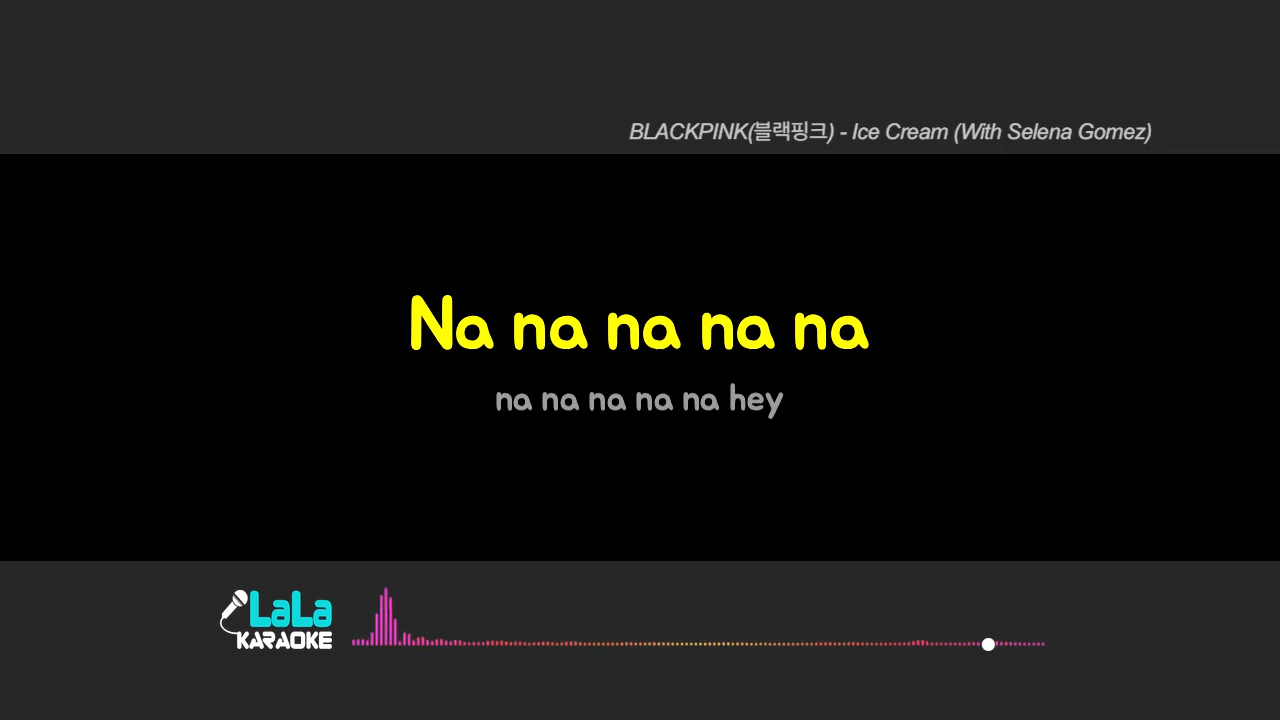 BLACKPINK(블랙핑크) - Ice Cream (With Selena Gomez)
Na na na na na
na na na na na hey
LaLa
KARAOKE